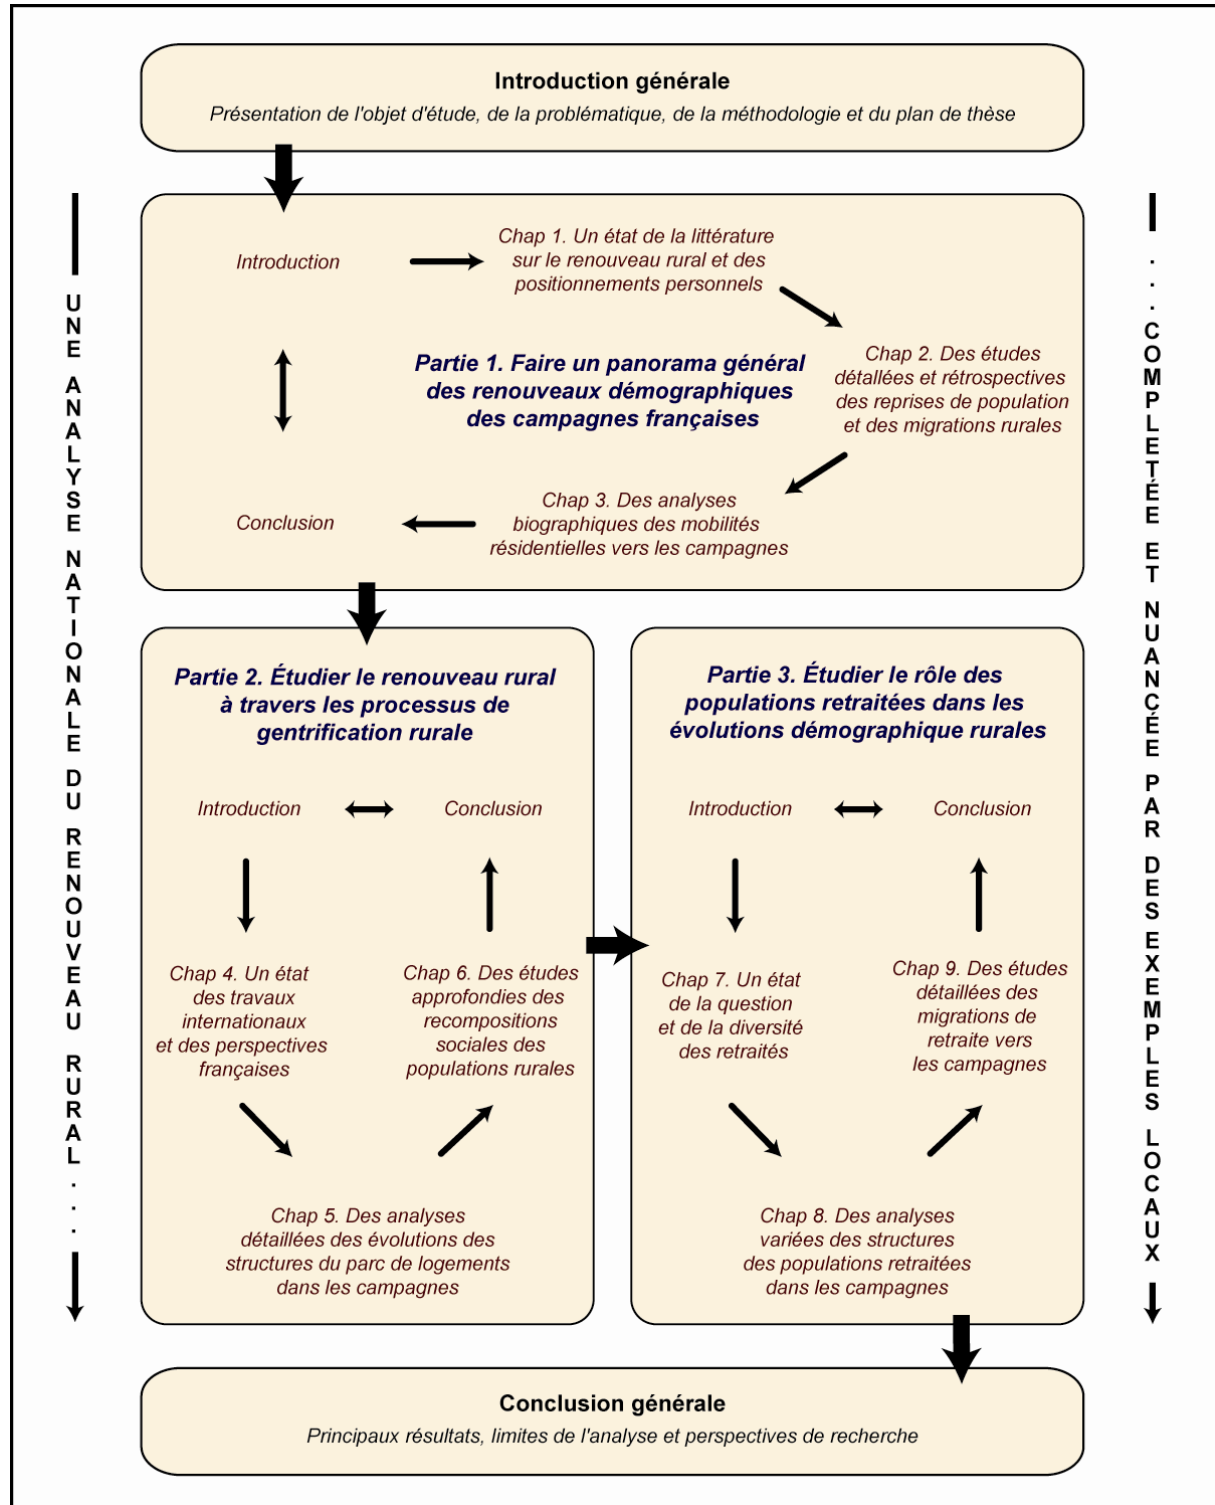 Introduction générale
Présentation de l'objet d'étude, de la problématique, de la méthodologie et du plan de thèse
UNE ANALYSE NATIONALE DU RENOUVEAU RURAL...
Introduction
Chap 1. Un état de la littérature
sur le renouveau rural et des
positionnements personnels
Partie 1. Faire un panorama général
des renouveaux démographiques
des campagnes françaises
Chap 2. Des études
détallées et rétrospectives
des reprises de population
et des migrations rurales
Chap 3. Des analyses
biographiques des mobilités
résidentielles vers les campagnes
Conclusion
Partie 2. Étudier le renouveau rural
à travers les processus de
gentrification rurale
Introduction
Conclusion
Chap 4. Un état
des travaux
internationaux
et des perspectives
françaises
Chap 6. Des études
approfondies des
recompositions
sociales des
populations rurales
Chap 5. Des analyses
détaillées des évolutions des
structures du parc de logements
dans les campagnes
Partie 3. Étudier le rôle des
populations retraitées dans les
évolutions démographique rurales
Introduction
Conclusion
Chap 7. Un état
de la question
et de la diversité
des retraités
Chap 9. Des études
détaillées des
migrations de
retraite vers
les campagnes
Chap 8. Des analyses
variées des structures
des populations retraitées
dans les campagnes
...COMPLETÉE ET NUANCÉE PAR DES EXEMPLES LOCAUX
Conclusion générale
Principaux résultats, limites de l'analyse et perspectives de recherche